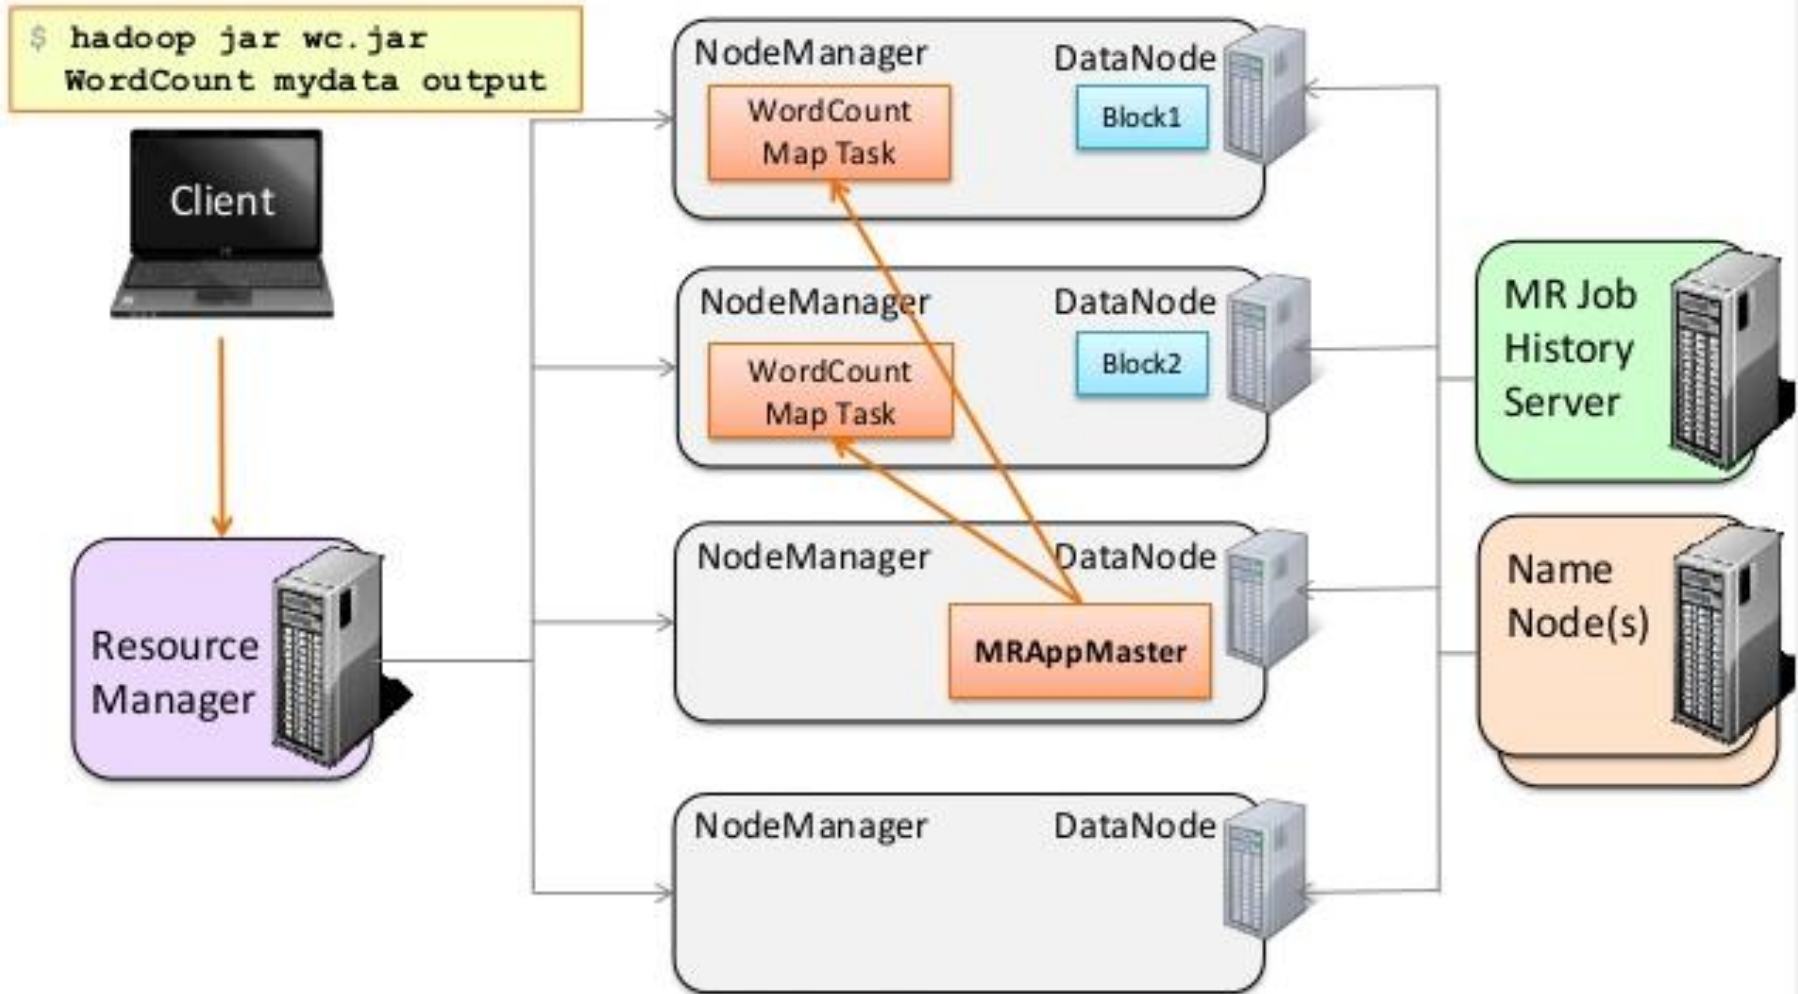 $ hadoop jar wc.jar
WordCount mydata output
Client
Resource
Manager
NodeManager
DataNode
WordCount
Map Task
Block1
NodeManager
DataNode
WordCount
Map Task
Block2
NodeManager
DataNode
MRAppMaster
NodeManager
DataNode
MR Job
History
Server
Name
Node(s)